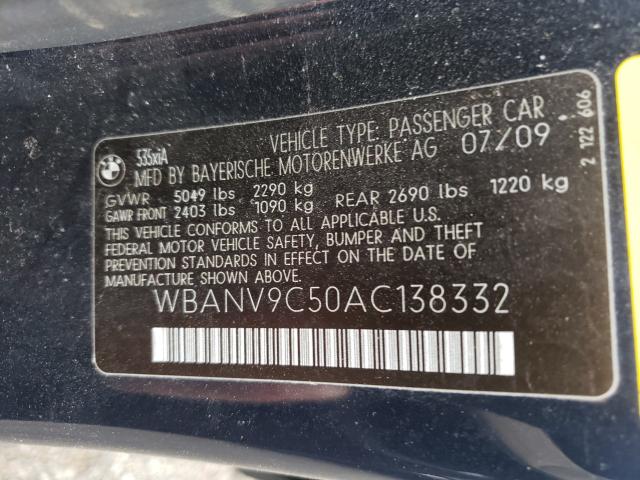 BMW
535xiA
VEHICLE TYPE: PASSENGER CAR
MFD BY BAYERISCHE MOTORENWERKE AG 07/09
GVWR 5049 lbs 2290 kg
GAWR FRONT 2403 lbs 1090 kg REAR 2690 lbs 1220 kg
THIS VEHICLE CONFORMS TO ALL APPLICABLE U.S.
FEDERAL MOTOR VEHICLE SAFETY, BUMPER AND THEFT
PREVENTION STANDARDS IN EFFECT ON THE DATE OF
MANUFACTURE SHOWN ABOVE.
WBANV9C50AC138332
2 122 606